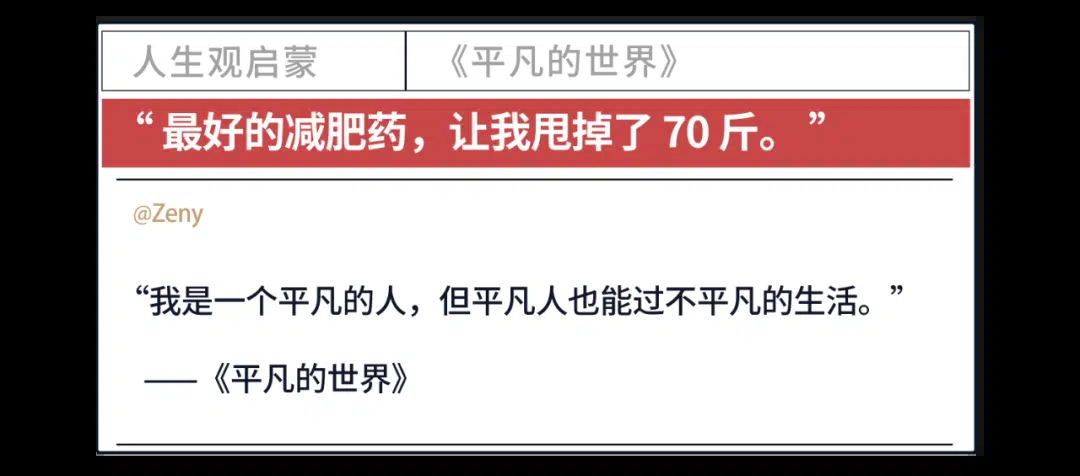 人生观启蒙 《平凡的世界》
“最好的减肥药，让我甩掉了 70 斤。”
@Zeny
“我是一个平凡的人，但平凡人也能过不平凡的生活。”
——《平凡的世界》